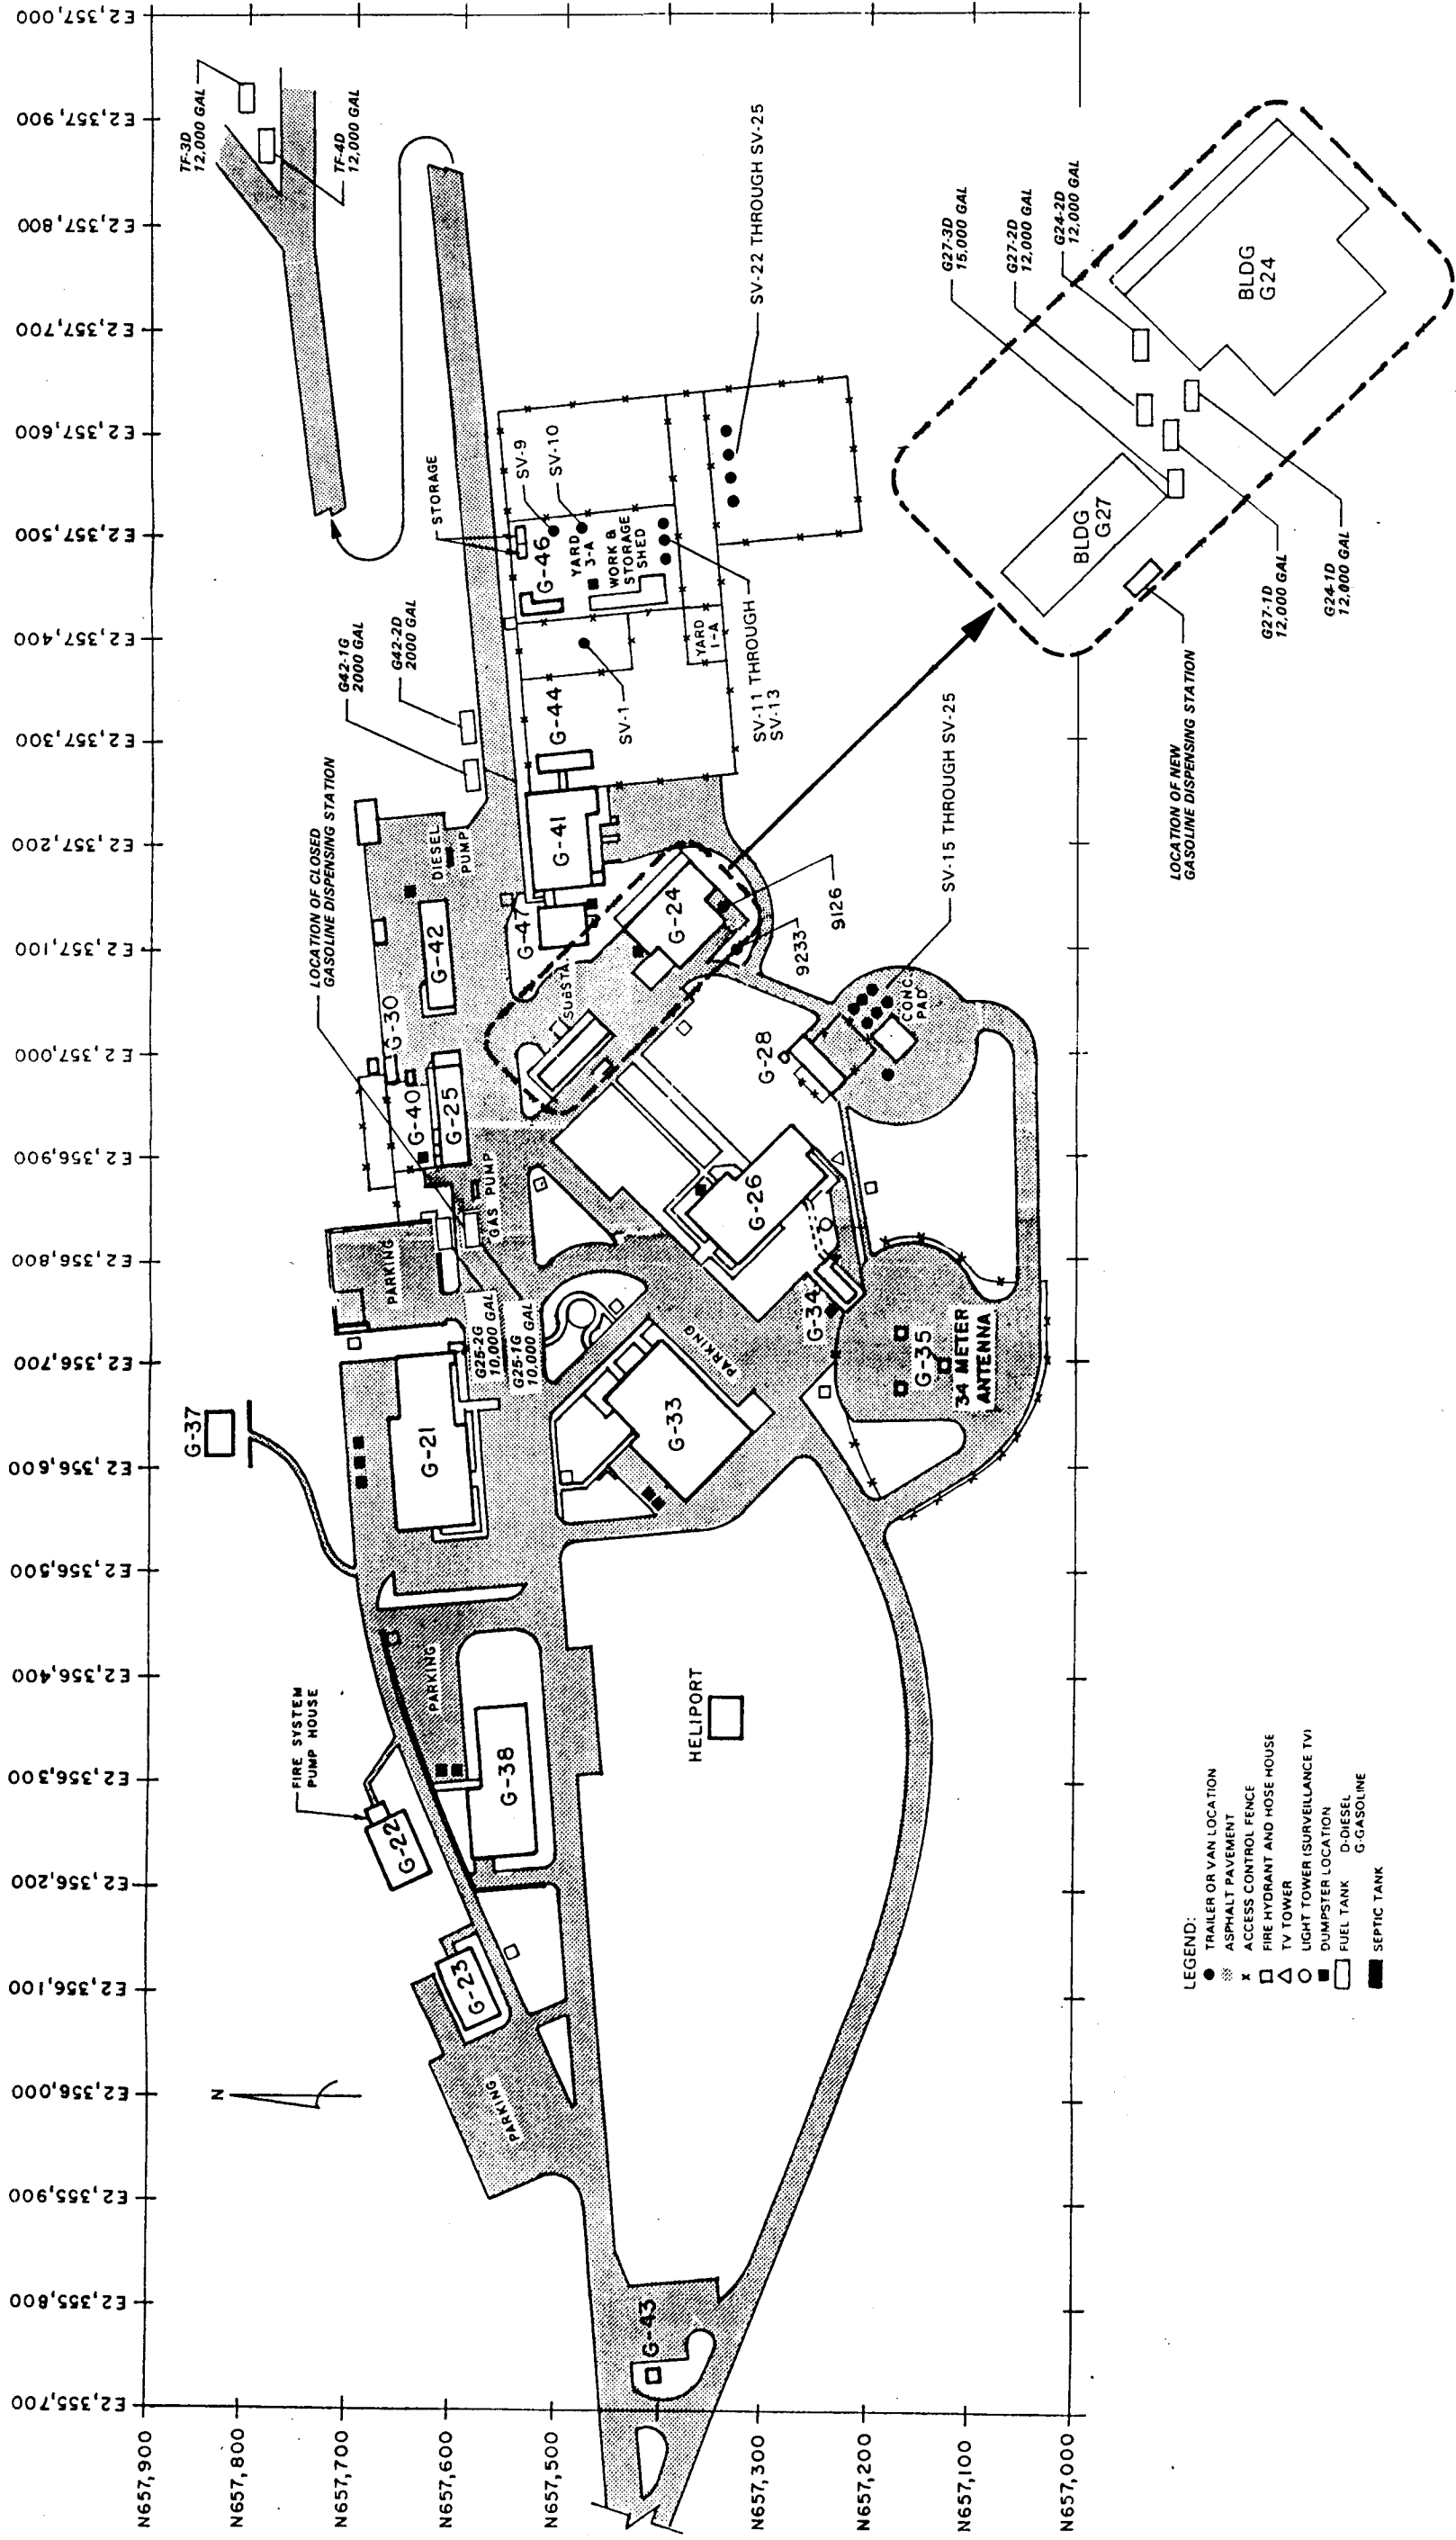 E2,355,700
E2,355,800
E2,355,900
E2,356,000
E2,356,100
E2,356,200
E2,356,300
E2,356,400
E2,356,500
E2,356,600
E2,356,700
E2,356,800
E2,356,900
E2,357,000
E2,357,100
E2,357,200
E2,357,300
E2,357,400
E2,357,500
E2,357,600
E2,357,700
E2,357,800
E2,357,900
E2,357,000
N657,900
N657,800
N657,700
N657,600
N657,500
N657,300
N657,200
N657,100
N657,000
N
TF-3D
12,000 GAL
TF-4D
12,000 GAL
G-37
FIRE SYSTEM
PUMP HOUSE
G-22
G-23
PARKING
G-38
PARKING
G-21
PARKING
G25-2G
10,000 GAL
G25-1G
10,000 GAL
LOCATION OF CLOSED
GASOLINE DISPENSING STATION
GAS PUMP
G-40
G-25
G-30
G-42
DIESEL
PUMP
G42-1G
2000 GAL
G42-2D
2000 GAL
STORAGE
G-47
G-41
G-44
G-46
SV-9
SV-10
YARD
3-A
WORK &
STORAGE
SHED
SV-1
YARD
1-A
SV-11 THROUGH
SV-13
SV-22 THROUGH SV-25
SUBSTA.
G-24
9233
9126
G-28
CONC.
PAD
SV-15 THROUGH SV-25
G-26
G-33
PARKING
G-34
G-35
34 METER
ANTENNA
HELIPORT
G-43
G27-3D
15,000 GAL
G27-2D
12,000 GAL
G24-2D
12,000 GAL
BLDG
G27
BLDG
G24
LOCATION OF NEW
GASOLINE DISPENSING STATION
G27-1D
12,000 GAL
G24-1D
12,000 GAL
LEGEND:
TRAILER OR VAN LOCATION
ASPHALT PAVEMENT
x ACCESS CONTROL FENCE
FIRE HYDRANT AND HOSE HOUSE
TV TOWER
LIGHT TOWER (SURVEILLANCE TV)
DUMPSTER LOCATION
FUEL TANK D-DIESEL
G-GASOLINE
SEPTIC TANK